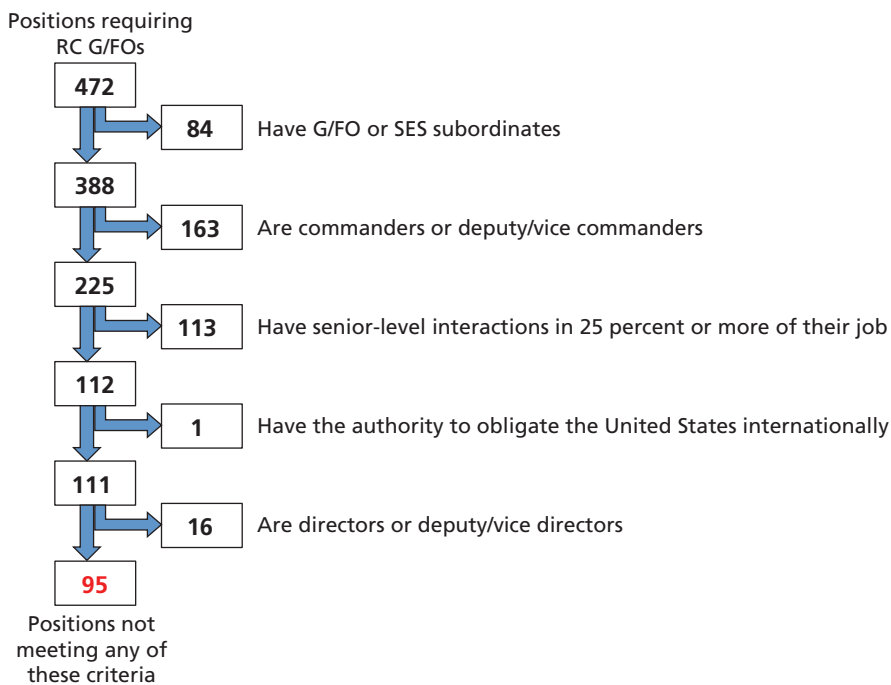 Positions requiring
RC G/FOs
472
84 Have G/FO or SES subordinates
388
163 Are commanders or deputy/vice commanders
225
113 Have senior-level interactions in 25 percent or more of their job
112
1 Have the authority to obligate the United States internationally
111
16 Are directors or deputy/vice directors
95
Positions not
meeting any of
these criteria